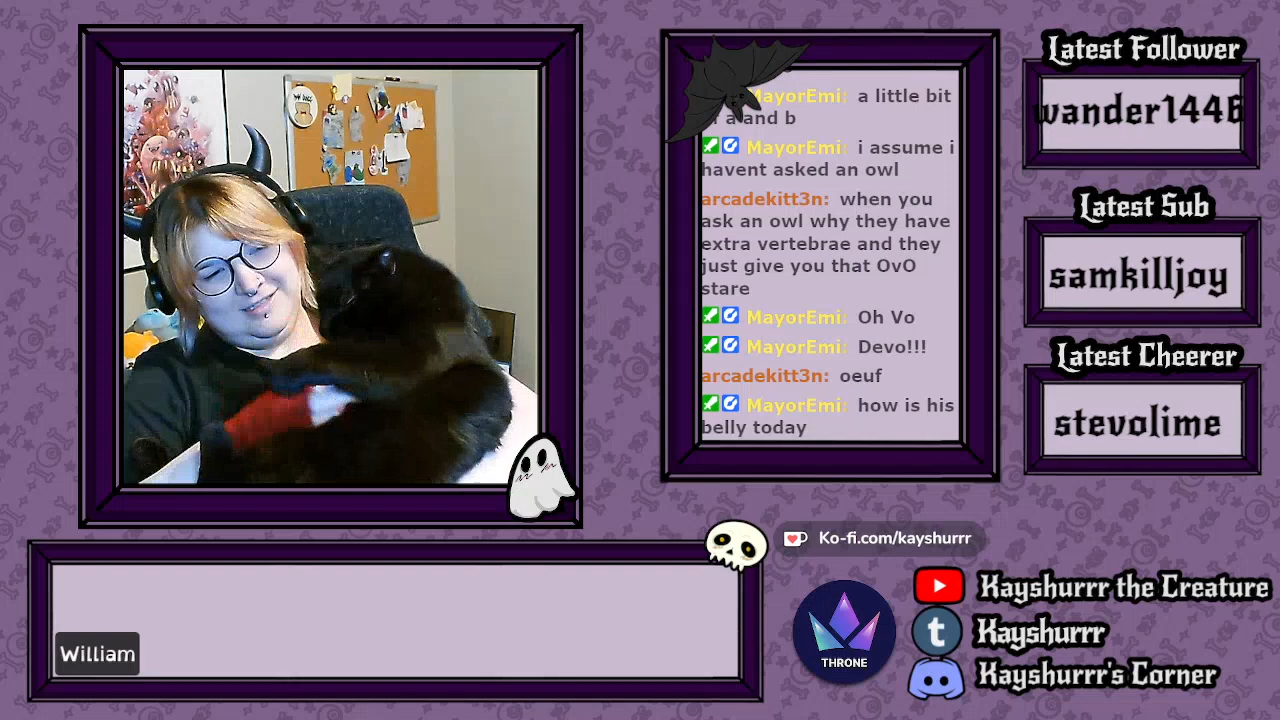 MayorEmi: a little bit
a and b
MayorEmi: i assume i
havent asked an owl
arcadekitt3n: when you
ask an owl why they have
extra vertebrae and they
just give you that OvO
stare
MayorEmi: Oh Vo
MayorEmi: Devo!!!
arcadekitt3n: oeuf
MayorEmi: how is his
belly today
Latest Follower
wander1446
Latest Sub
samkilljoy
Latest Cheerer
stevolime
William
Ko-fi.com/kayshurrr
THRONE
Kayshurrr the Creature
t Kayshurrr
Kayshurrr's Corner